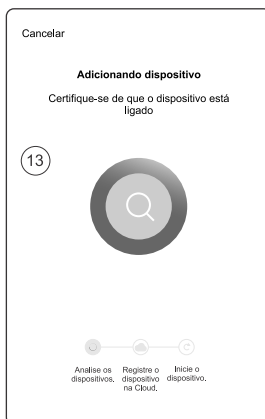 Cancelar
Adicionando dispositivo
Certifique-se de que o dispositivo está
ligado
13
Analise os
dispositivos.
Registre o
dispositivo
na Cloud.
Inicie o
dispositivo.